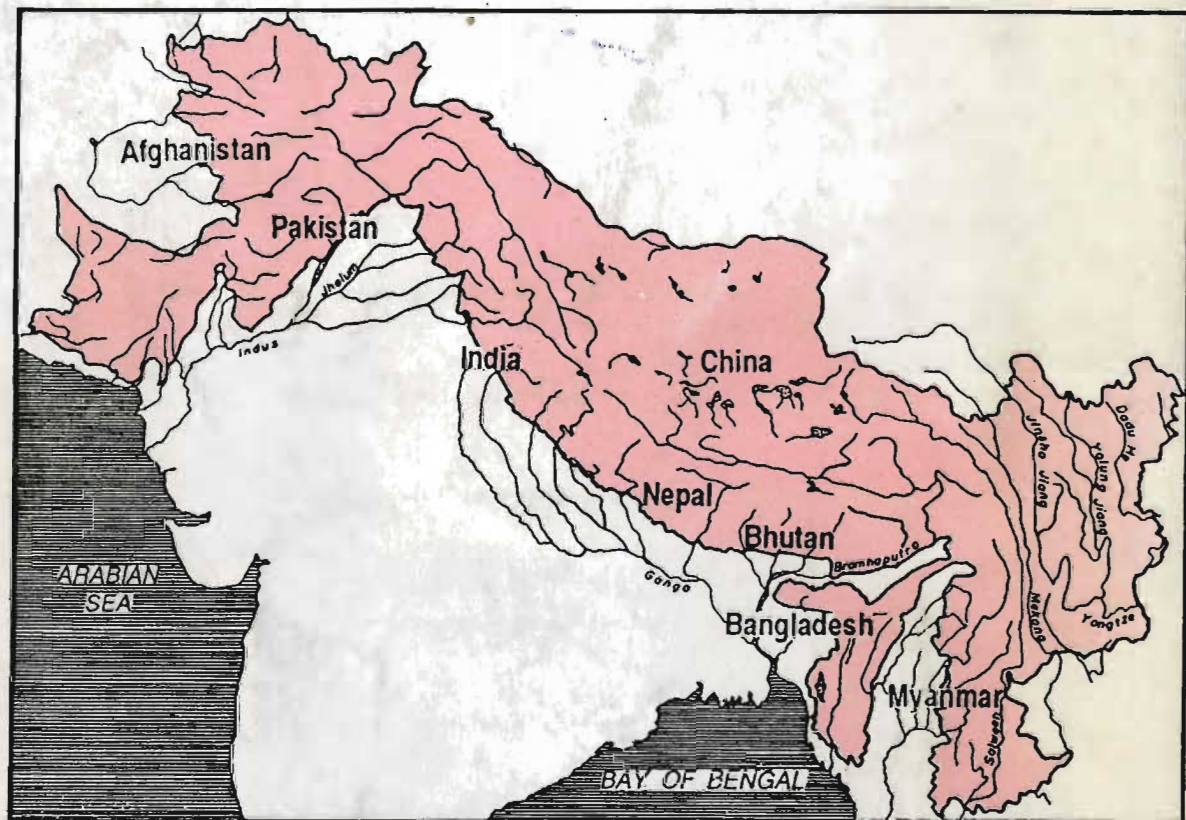 Afghanistan
Pakistan
Jhelum
Indus
India
China
Jinsha Jiang
Yalung Jiang
Dadu He
Nepal
Bhutan
Bramhaputra
Ganga
ARABIAN
SEA
Bangladesh
Mekong
Yangtze
Myanmar
Salween
BAY OF BENGAL